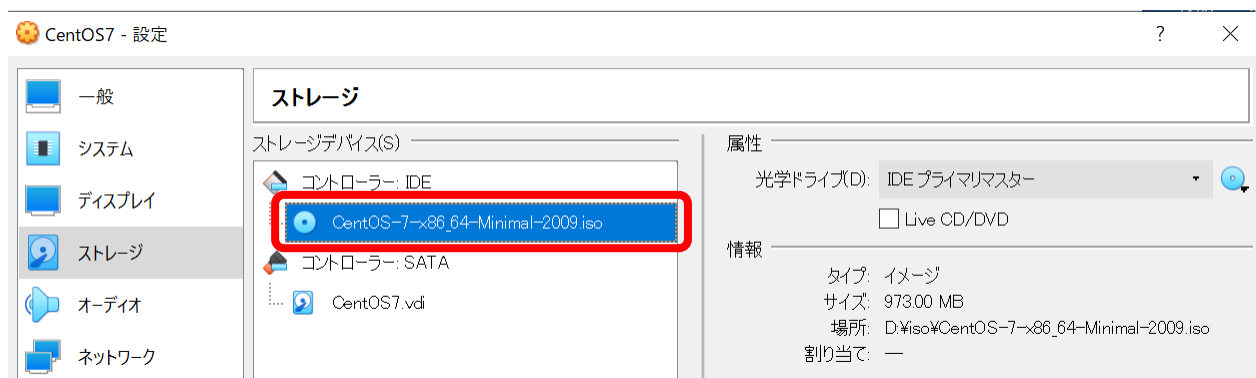 CentOS7 - 設定
?
一般
システム
ディスプレイ
ストレージ
オーディオ
ネットワーク
ストレージ
ストレージデバイス(S)
コントローラー: IDE
CentOS-7-x86_64-Minimal-2009.iso
コントローラー: SATA
CentOS7.vdi
属性
光学ドライブ(D): IDE プライマリマスター
Live CD/DVD
情報
タイプ: イメージ
サイズ: 973.00 MB
場所: D:¥iso¥CentOS-7-x86_64-Minimal-2009.iso
割り当て: —